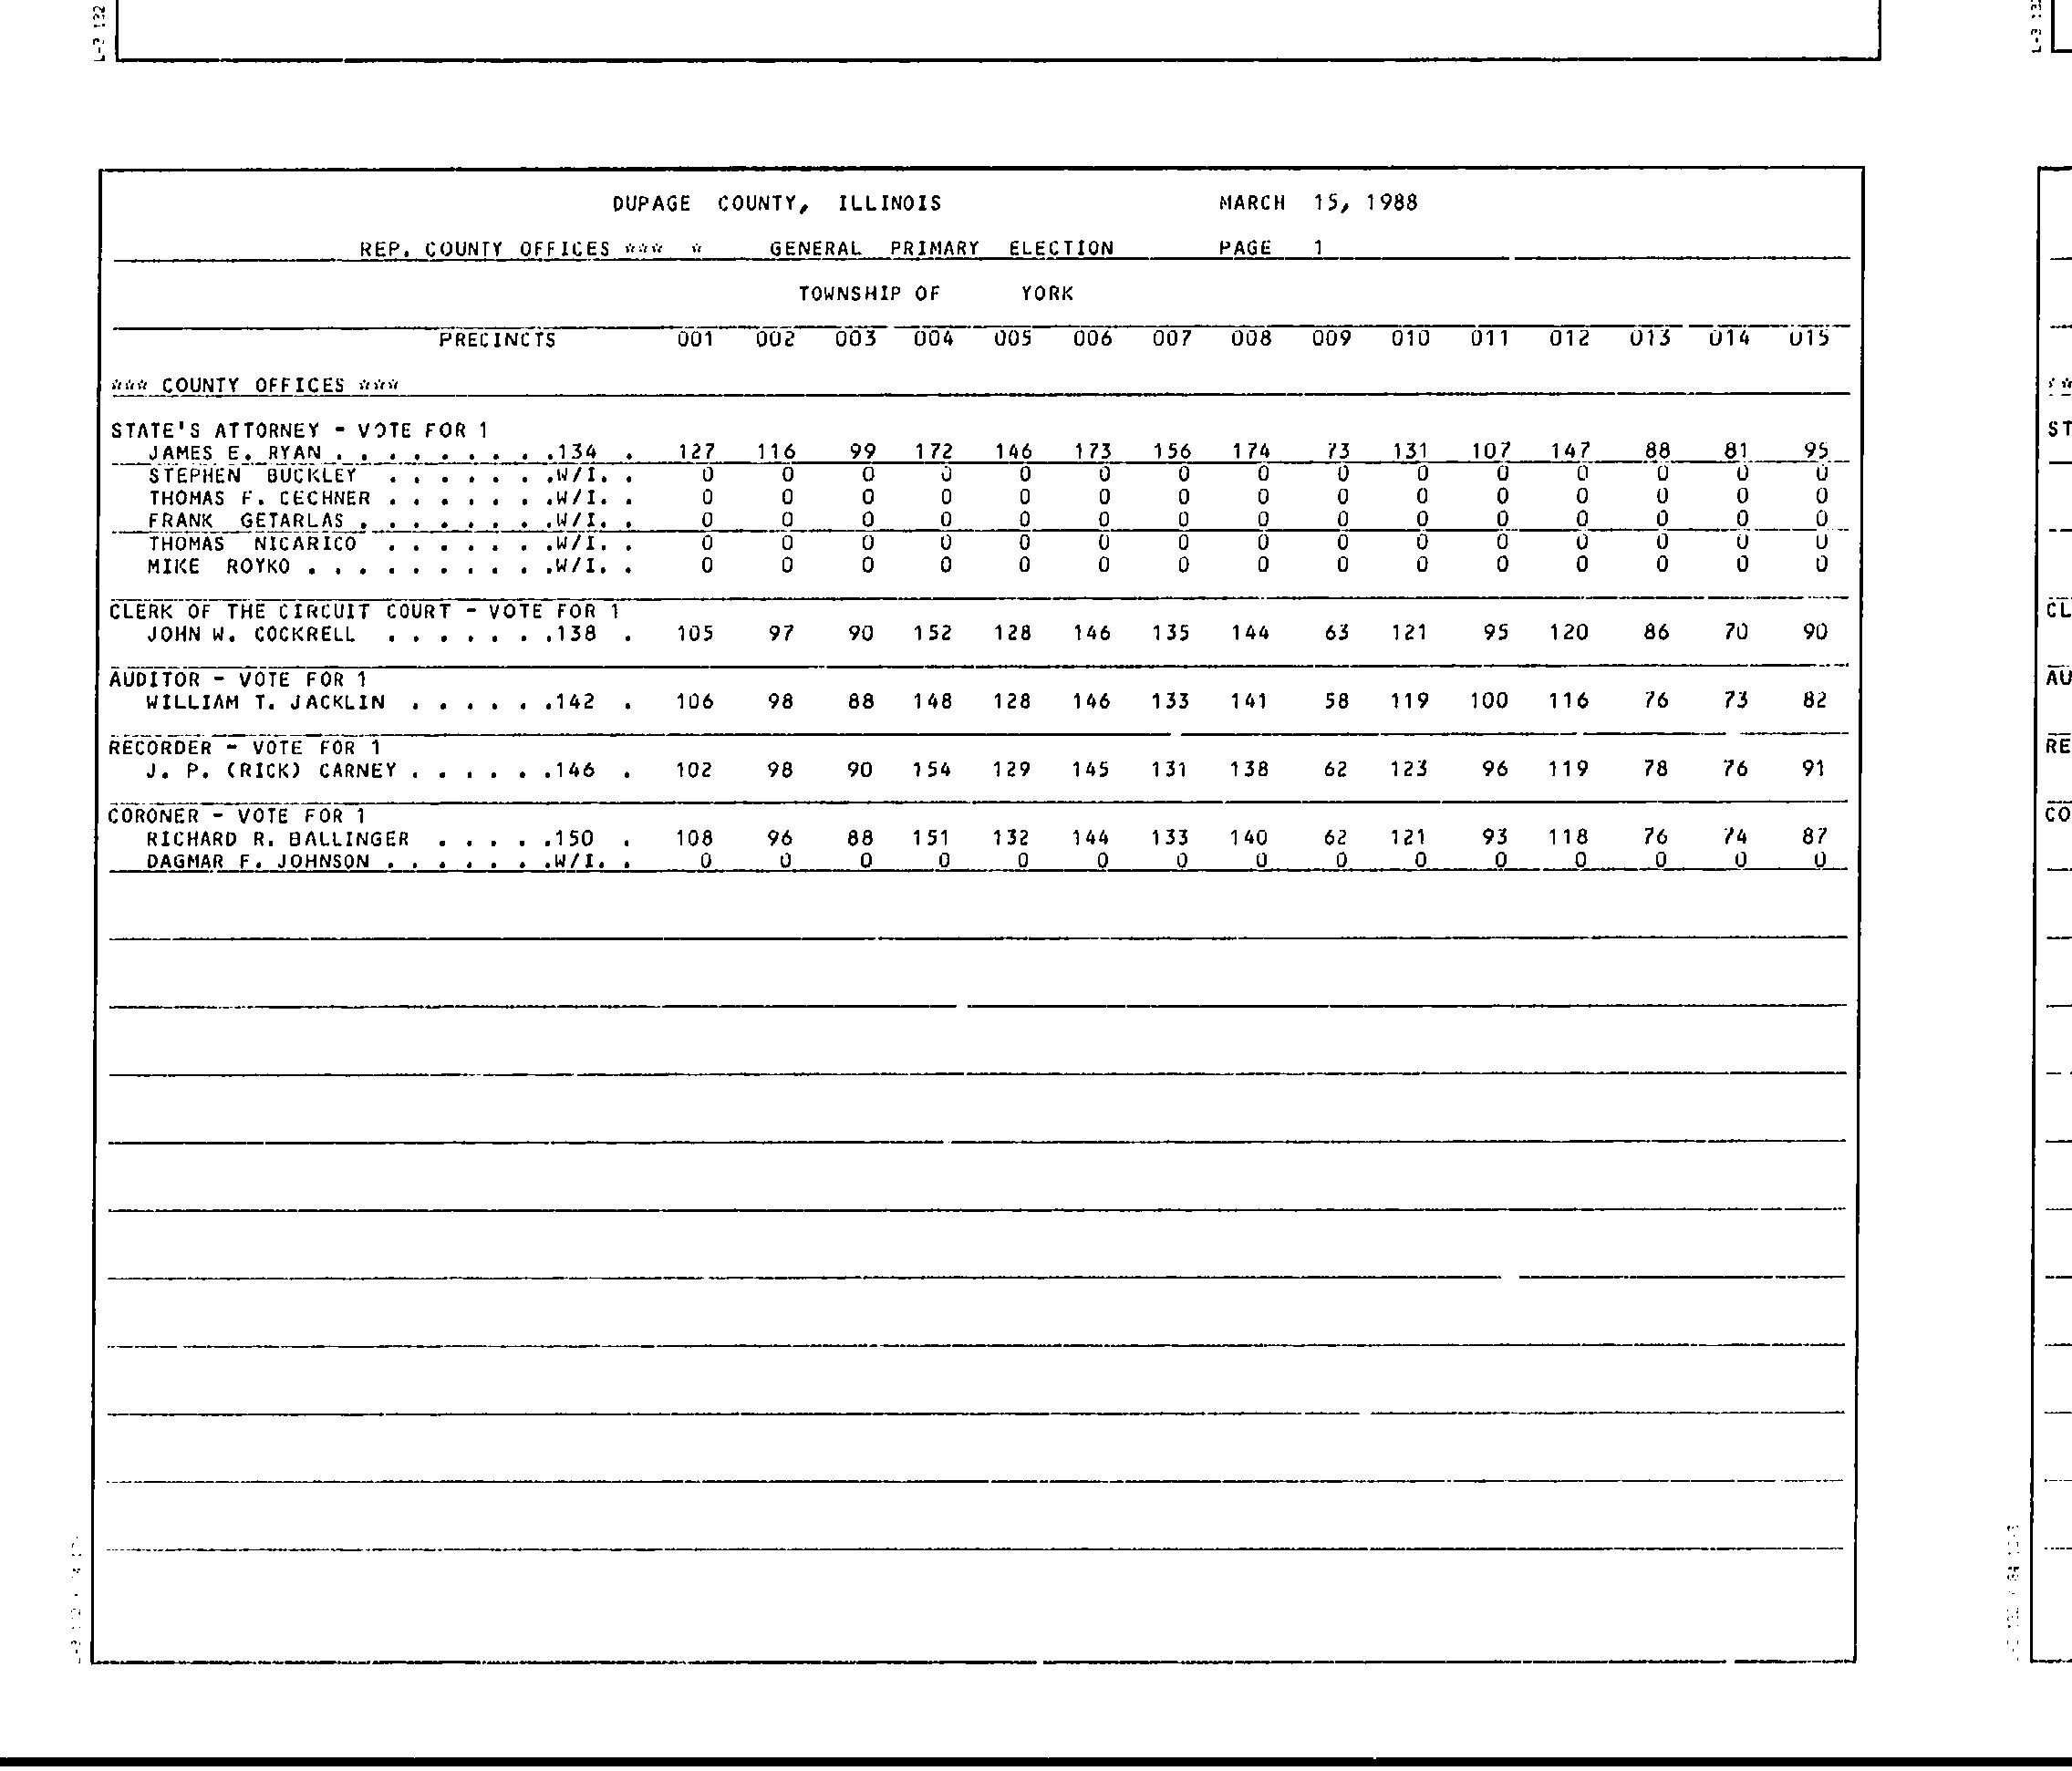 L-3 132
DUPAGE COUNTY, ILLINOIS MARCH 15, 1988
REP. COUNTY OFFICES *** * GENERAL PRIMARY ELECTION PAGE 1
TOWNSHIP OF YORK
PRECINCTS 001 002 003 004 005 006 007 008 009 010 011 012 013 014 015
*** COUNTY OFFICES ***
STATE'S ATTORNEY - VOTE FOR 1
JAMES E. RYAN . . . . . . . . .134 . 127 116 99 172 146 173 156 174 73 131 107 147 88 81 95
STEPHEN BUCKLEY . . . . . . .W/I. . 0 0 0 0 0 0 0 0 0 0 0 0 0 0 0
THOMAS F. CECHNER . . . . . . .W/I. . 0 0 0 0 0 0 0 0 0 0 0 0 0 0 0
FRANK GETARLAS . . . . . . . .W/I. . 0 0 0 0 0 0 0 0 0 0 0 0 0 0 0
THOMAS NICARICO . . . . . . .W/I. . 0 0 0 0 0 0 0 0 0 0 0 0 0 0 0
MIKE ROYKO . . . . . . . . . .W/I. . 0 0 0 0 0 0 0 0 0 0 0 0 0 0 0
CLERK OF THE CIRCUIT COURT - VOTE FOR 1
JOHN W. COCKRELL . . . . . . .138 . 105 97 90 152 128 146 135 144 63 121 95 120 86 70 90
AUDITOR - VOTE FOR 1
WILLIAM T. JACKLIN . . . . . .142 . 106 98 88 148 128 146 133 141 58 119 100 116 76 73 82
RECORDER - VOTE FOR 1
J. P. (RICK) CARNEY . . . . . .146 . 102 98 90 154 129 145 131 138 62 123 96 119 78 76 91
CORONER - VOTE FOR 1
RICHARD R. BALLINGER . . . . .150 . 108 96 88 151 132 144 133 140 62 121 93 118 76 74 87
DAGMAR F. JOHNSON . . . . . . .W/I. . 0 0 0 0 0 0 0 0 0 0 0 0 0 0 0
ST
CL
AU
RE
CO